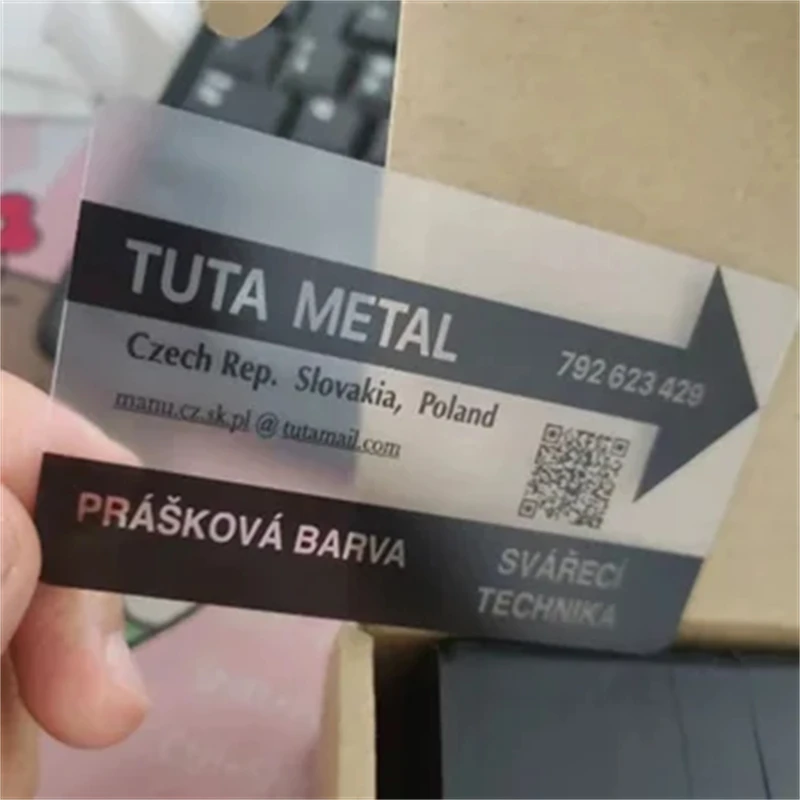 TUTA METAL
792 623 429
Czech Rep. Slovakia, Poland
manu.cz.sk.pl @ tutamail.com
PRÁŠKOVÁ BARVA
SVÁŘECÍ
TECHNIKA